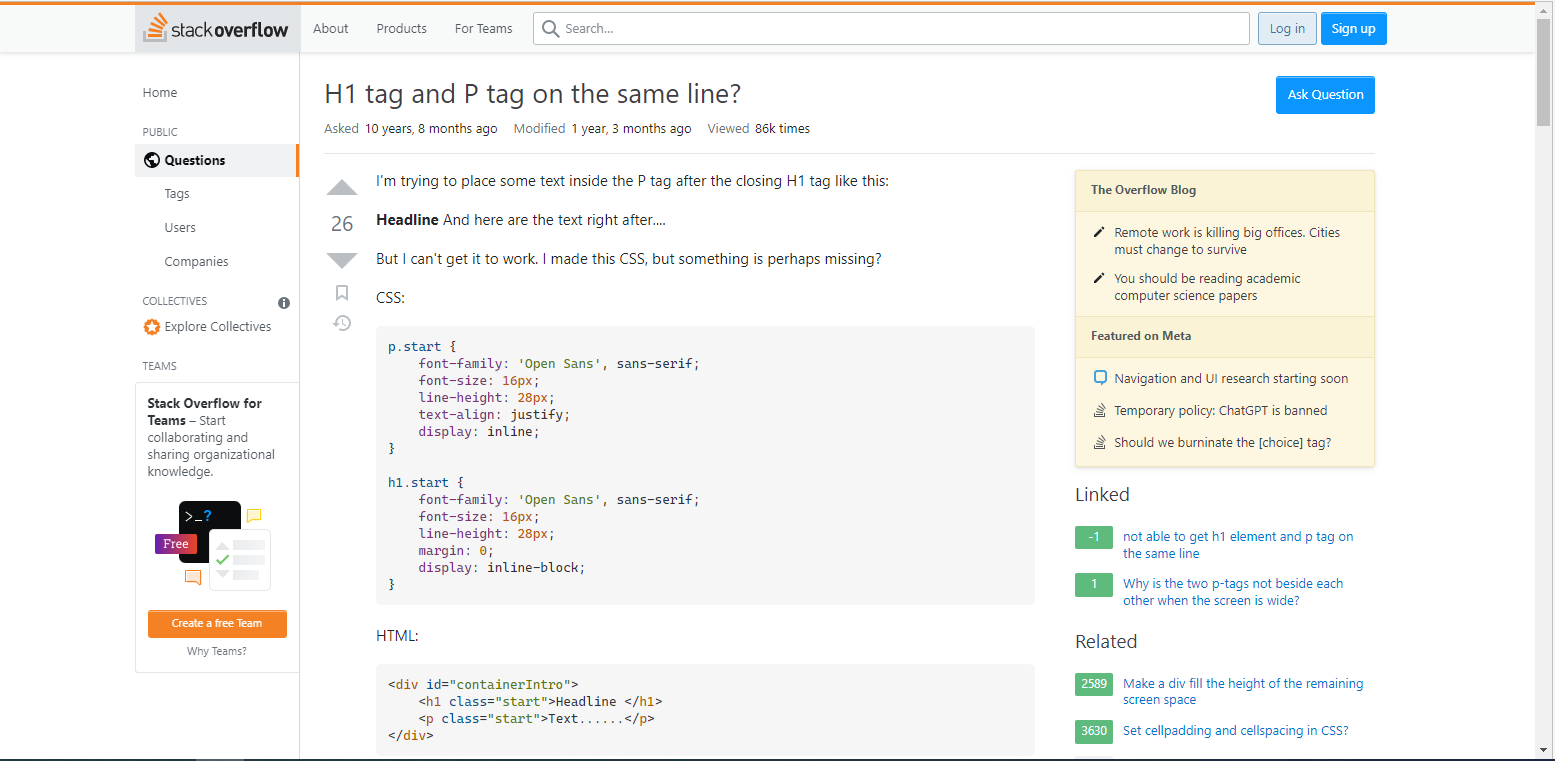 stackoverflow
About Products For Teams
Search...
Log in
Sign up
Home
PUBLIC
Questions
Tags
Users
Companies
COLLECTIVES
Explore Collectives
TEAMS
Stack Overflow for
Teams – Start
collaborating and
sharing organizational
knowledge.
>_?
Free
Create a free Team
Why Teams?
H1 tag and P tag on the same line?
Ask Question
Asked 10 years, 8 months ago Modified 1 year, 3 months ago Viewed 86k times
26
I'm trying to place some text inside the P tag after the closing H1 tag like this:
Headline And here are the text right after....
But I can't get it to work. I made this CSS, but something is perhaps missing?
CSS:
p.start {
    font-family: 'Open Sans', sans-serif;
    font-size: 16px;
    line-height: 28px;
    text-align: justify;
    display: inline;
}
h1.start {
    font-family: 'Open Sans', sans-serif;
    font-size: 16px;
    line-height: 28px;
    margin: 0;
    display: inline-block;
}
HTML:
<div id="containerIntro">
    <h1 class="start">Headline </h1>
    <p class="start">Text......</p>
</div>
The Overflow Blog
Remote work is killing big offices. Cities
must change to survive
You should be reading academic
computer science papers
Featured on Meta
Navigation and UI research starting soon
Temporary policy: ChatGPT is banned
Should we burninate the [choice] tag?
Linked
-1 not able to get h1 element and p tag on
the same line
1 Why is the two p-tags not beside each
other when the screen is wide?
Related
2589 Make a div fill the height of the remaining
screen space
3630 Set cellpadding and cellspacing in CSS?